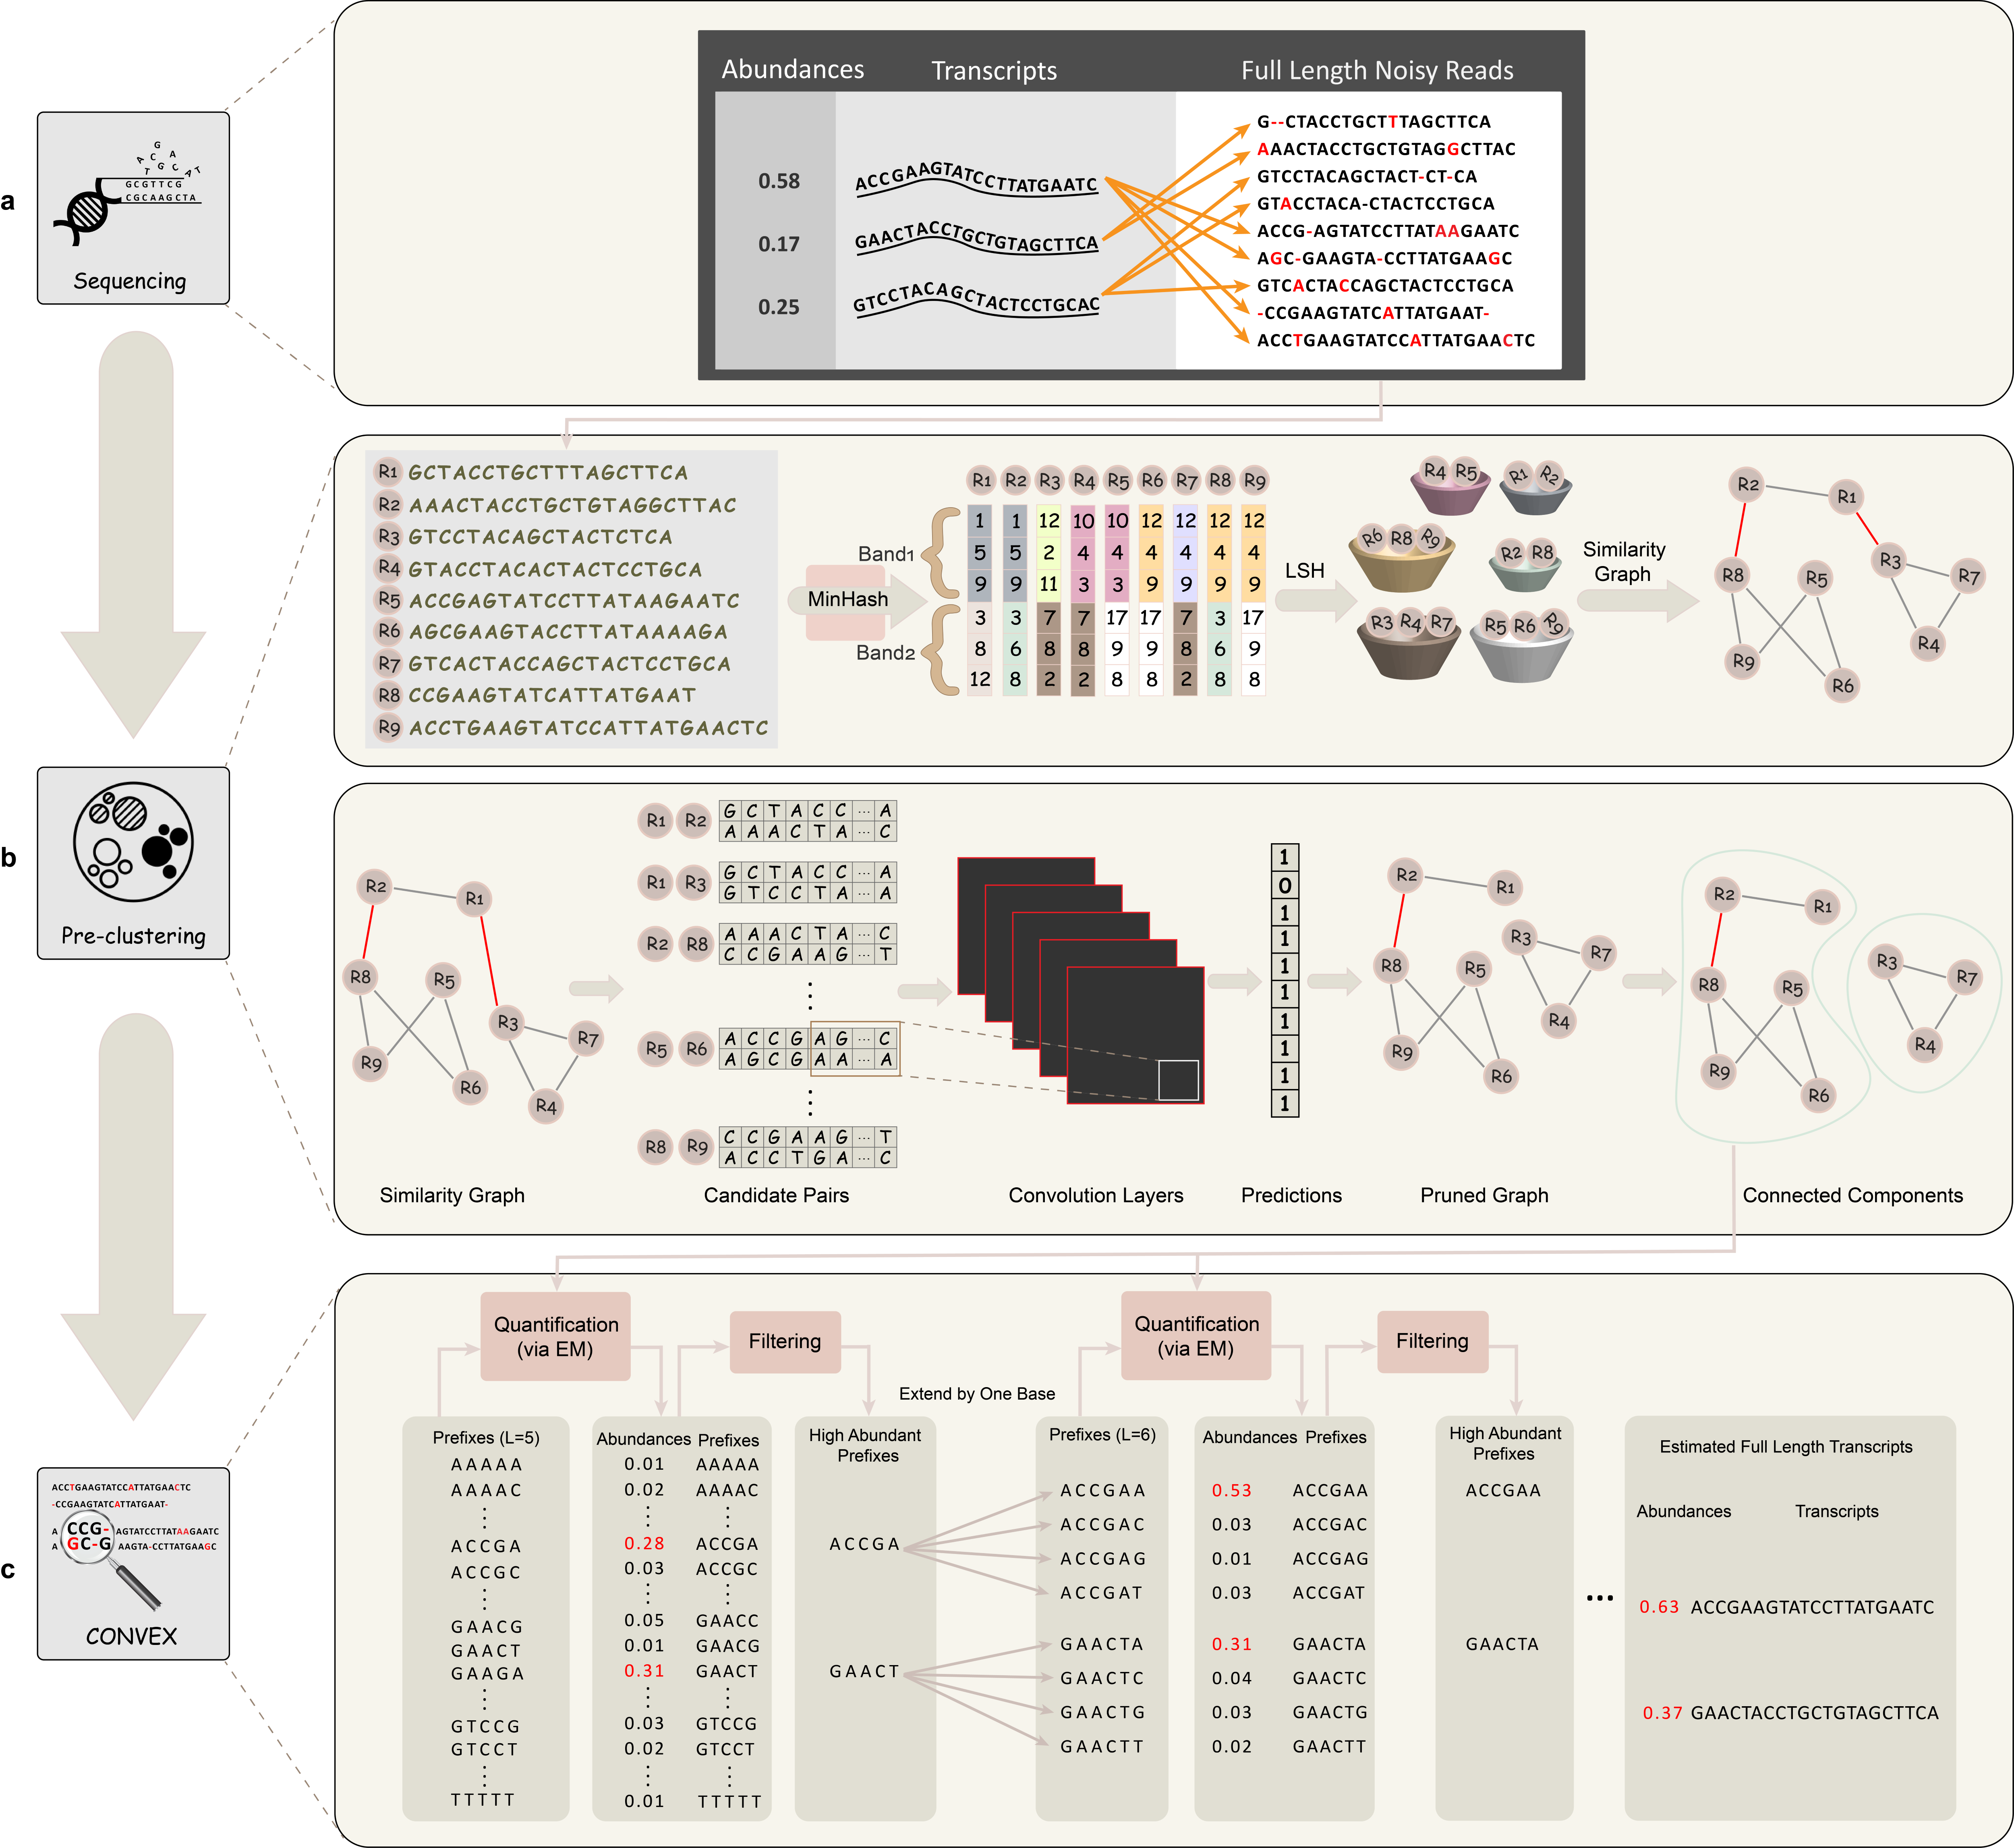 a
A G C G A T C G C A T
GCGTTCG
CGCAAGCTA
Sequencing
Abundances Transcripts Full Length Noisy Reads
0.58
0.17
0.25
ACCGAAGTATCCTTATGAATC
GAACTACCTGCTGTAGCTTCA
GTCCTACAGCTACTCCTGCAC
G--CTACCTGCTTTAGCTTCA
AAACTACCTGCTGTAGGCTTAC
GTCCTACAGCTACT-CT-CA
GTACCTACA-CTACTCCTGCA
ACCG-AGTATCCTTATAAGAATC
AGC-GAAGTA-CCTTATGAAGC
GTCACTACCAGCTACTCCTGCA
-CCGAAGTATCATTATGAAT-
ACCTGAAGTATCCATTATGAACTC
b
Pre-clustering
R1 GCTACCTGCTTTAGCTTCA
R2 AAACTACCTGCTGTAGGCTTAC
R3 GTCCTACAGCTACTCTCA
R4 GTACCTACACTACTCCTGCA
R5 ACCGAGTATCCTTATAAGAATC
R6 AGCGAAGTACCTTATAAAAGA
R7 GTCACTACCAGCTACTCCTGCA
R8 CCGAAGTATCATTATGAAT
R9 ACCTGAAGTATCCATTATGAACTC
MinHash
R1 R2 R3 R4 R5 R6 R7 R8 R9
Band1
1 1 12 10 10 12 12 12 12
5 5 2 4 4 4 4 4 4
9 9 11 3 3 9 9 9 9
Band2
3 3 7 7 17 17 7 3 17
8 6 8 8 9 9 8 6 9
12 8 2 2 8 8 2 8 8
LSH
R4 R5
R1 R2
R6 R8 R9
R2 R8
R3 R4 R7
R5 R6 R9
Similarity
Graph
R2 R1
R8 R5 R3 R7
R9 R6 R4
R2 R1
R8 R5
R3 R7
R9 R6 R4
Similarity Graph
R1 R2
G C T A C C ... A
A A A C T A ... C
R1 R3
G C T A C C ... A
G T C C T A ... A
R2 R8
A A A C T A ... C
C C G A A G ... T
R5 R6
A C C G A G ... C
A G C G A A ... A
R8 R9
C C G A A G ... T
A C C T G A ... C
Candidate Pairs
Convolution Layers
1
0
1
1
1
1
1
1
1
1
Predictions
R2 R1
R3 R7
R8 R5
R9 R6 R4
Pruned Graph
R2 R1
R8 R5
R9 R6
R3 R7
R4
Connected Components
c
ACCTGAAGTATCCATTATGAACTC
-CCGAAGTATCATTATGAAT-
A CCG- AGTATCCTTATAAGAATC
A GC-G AAGTA-CCTTATGAAGC
CONVEX
Quantification
(via EM)
Filtering
Extend by One Base
Quantification
(via EM)
Filtering
Prefixes (L=5)
AAAAA
AAAAC
ACCGA
ACCGC
GAACG
GAACT
GAAGA
GTCCG
GTCCT
TTTTT
Abundances Prefixes
0.01 AAAAA
0.02 AAAAC
0.28 ACCGA
0.03 ACCGC
0.05 GAACC
0.01 GAACG
0.31 GAACT
0.03 GTCCG
0.02 GTCCT
0.01 TTTTT
High Abundant
Prefixes
ACCGA
GAACT
Prefixes (L=6)
ACCGAA
ACCGAC
ACCGAG
ACCGAT
GAACTA
GAACTC
GAACTG
GAACTT
Abundances Prefixes
0.53 ACCGAA
0.03 ACCGAC
0.01 ACCGAG
0.03 ACCGAT
0.31 GAACTA
0.04 GAACTC
0.03 GAACTG
0.02 GAACTT
High Abundant
Prefixes
ACCGAA
GAACTA
...
Estimated Full Length Transcripts
Abundances Transcripts
0.63 ACCGAAGTATCCTTATGAATC
0.37 GAACTACCTGCTGTAGCTTCA